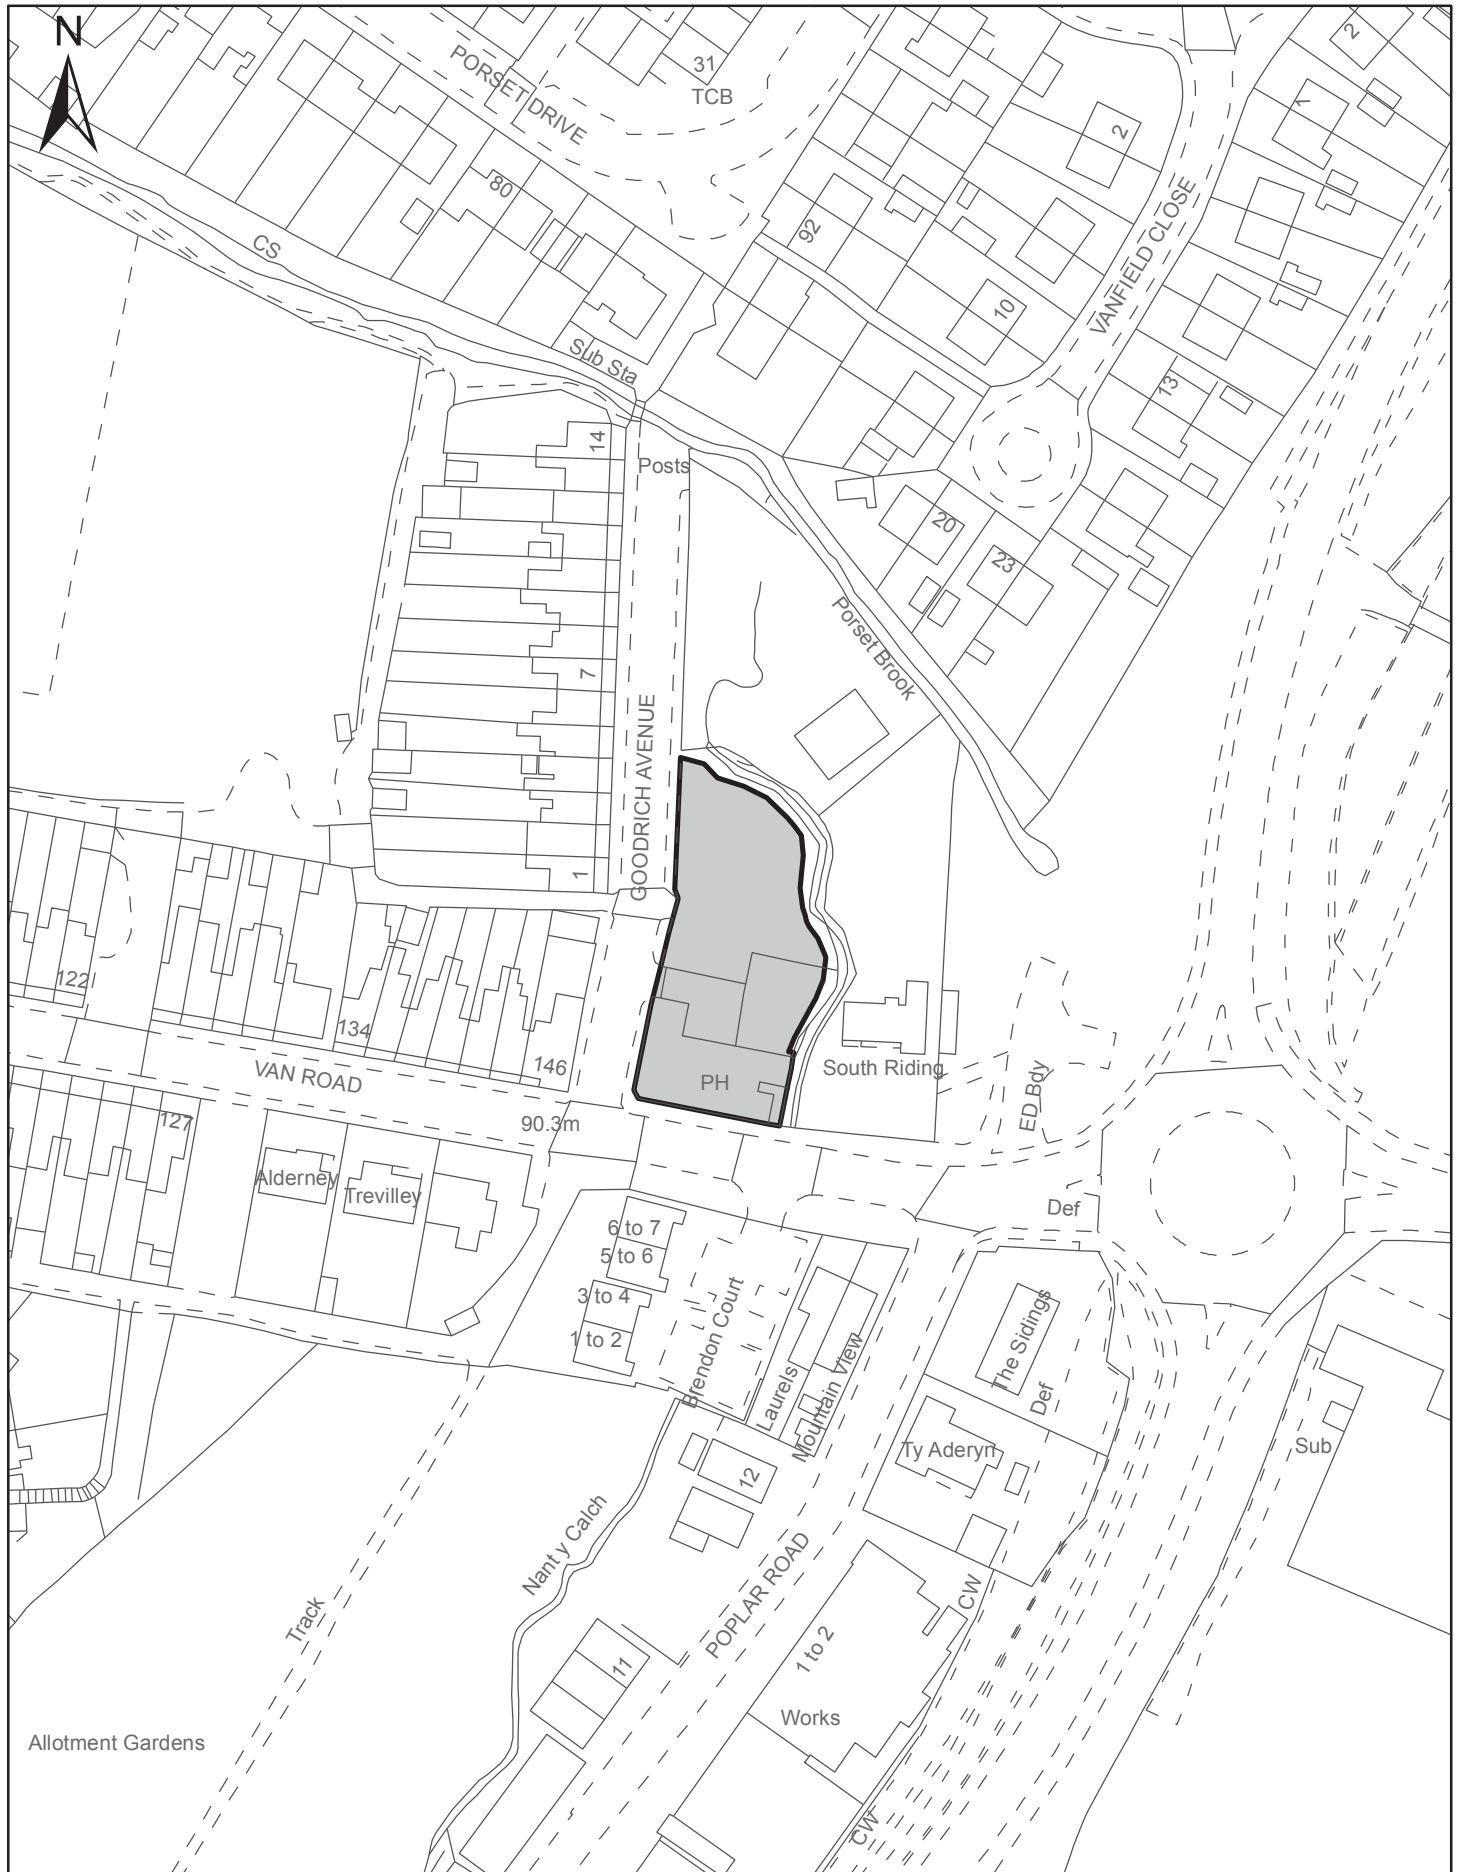 N
PORSET DRIVE
31
TCB
2
2
1
80
CS
92
VANFIELD CLOSE
10
Sub Sta
13
14
Posts
20
23
Porset Brook
7
GOODRICH AVENUE
1
122
134
146
VAN ROAD
PH
South Riding
ED Bdy
127
90.3m
Alderney
Trevilley
Def
6 to 7
5 to 6
3 to 4
1 to 2
Brendon Court
Laurels
Mountain View
The Sidings
Def
Ty Aderyn
Sub
12
Nant y Calch
POPLAR ROAD
CW
Track
11
1 to 2
Works
Allotment Gardens
CW